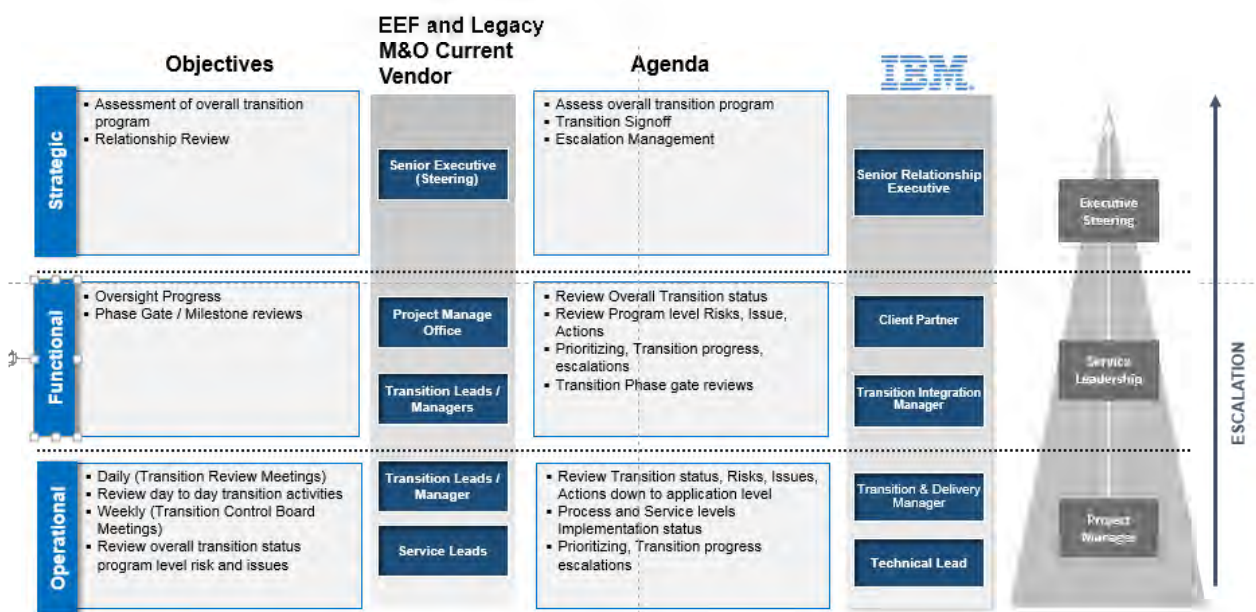 EEF and Legacy
M&O Current
Vendor
Objectives
Agenda
IBM.
Strategic
▪ Assessment of overall transition
program
▪ Relationship Review
Senior Executive
(Steering)
▪ Assess overall transition program
▪ Transition Signoff
▪ Escalation Management
Senior Relationship
Executive
Executive
Steering
Functional
▪ Oversight Progress
▪ Phase Gate / Milestone reviews
Project Manage
Office
Transition Leads /
Managers
▪ Review Overall Transition status
▪ Review Program level Risks, Issue,
Actions
▪ Prioritizing, Transition progress,
escalations
▪ Transition Phase gate reviews
Client Partner
Transition Integration
Manager
Service
Leadership
ESCALATION
Operational
▪ Daily (Transition Review Meetings)
▪ Review day to day transition activities
▪ Weekly (Transition Control Board
Meetings)
▪ Review overall transition status
program level risk and issues
Transition Leads /
Manager
Service Leads
▪ Review Transition status, Risks, Issues,
Actions down to application level
▪ Process and Service levels
Implementation status
▪ Prioritizing, Transition progress
escalations
Transition & Delivery
Manager
Technical Lead
Project
Manager